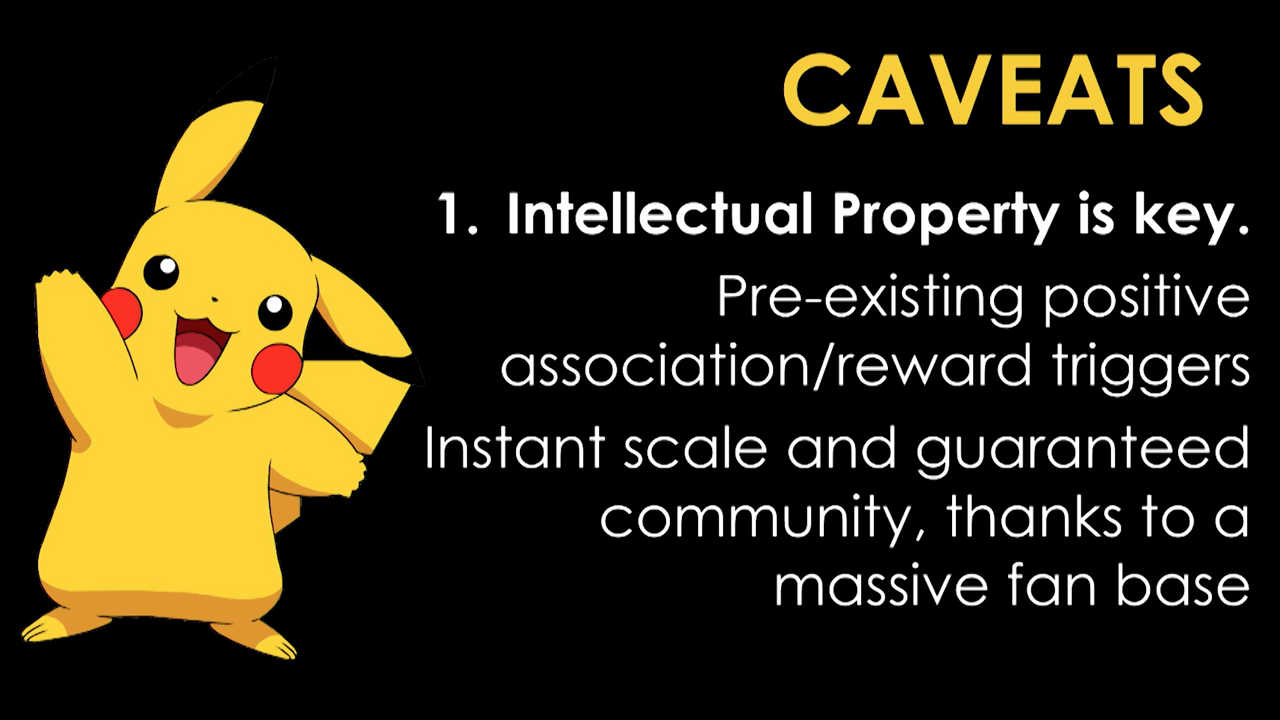 CAVEATS
1. Intellectual Property is key.
Pre-existing positive
association/reward triggers
Instant scale and guaranteed
community, thanks to a
massive fan base